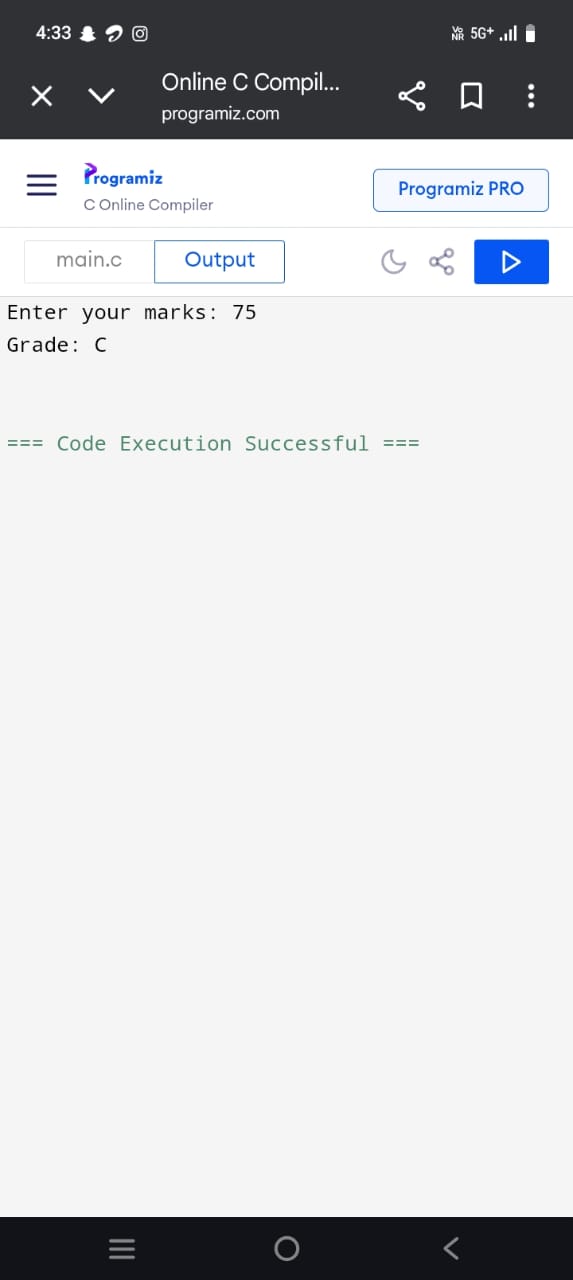 4:33
Vo NR 5G+
Online C Compil...
programiz.com
Programiz
C Online Compiler
Programiz PRO
main.c
Output
Enter your marks: 75
Grade: C
=== Code Execution Successful ===